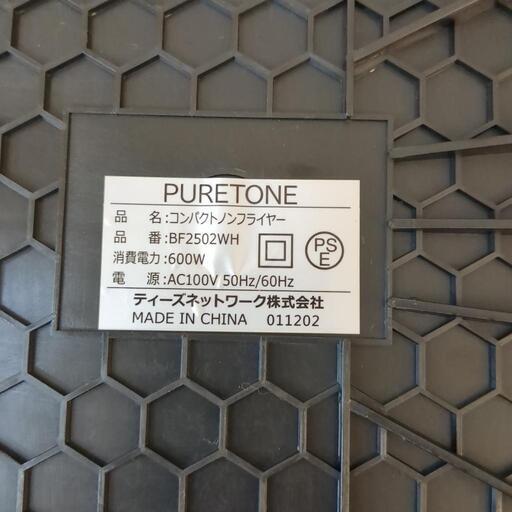 PURETONE
品　名:コンパクトノンフライヤー
品　番:BF2502WH
消費電力:600W
電　源:AC100V 50Hz/60Hz
PS
E
ティーズネットワーク株式会社
MADE IN CHINA 011202